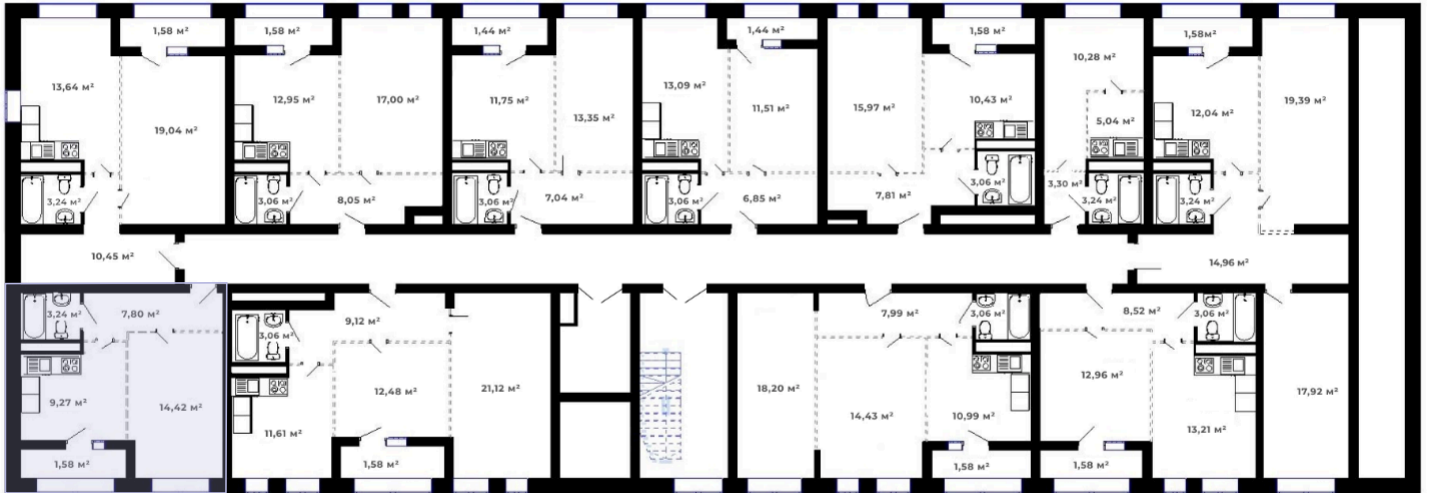 1,58 м²
1,58 м²
1,44 м²
1,44 м²
1,58 м²
1,58м²
13,64 м²
19,04 м²
12,95 м²
17,00 м²
11,75 м²
13,35 м²
13,09 м²
11,51 м²
15,97 м²
10,43 м²
10,28 м²
5,04 м²
12,04 м²
19,39 м²
3,24 м²
3,06 м²
8,05 м²
3,06 м²
7,04 м²
3,06 м²
6,85 м²
7,81 м²
3,06 м²
3,30 м²
3,24 м²
3,24 м²
10,45 м²
14,96 м²
3,24 м²
7,80 м²
9,27 м²
14,42 м²
1,58 м²
3,06 м²
9,12 м²
11,61 м²
12,48 м²
21,12 м²
1,58 м²
18,20 м²
7,99 м²
3,06 м²
14,43 м²
10,99 м²
1,58 м²
8,52 м²
3,06 м²
12,96 м²
13,21 м²
17,92 м²
1,58 м²